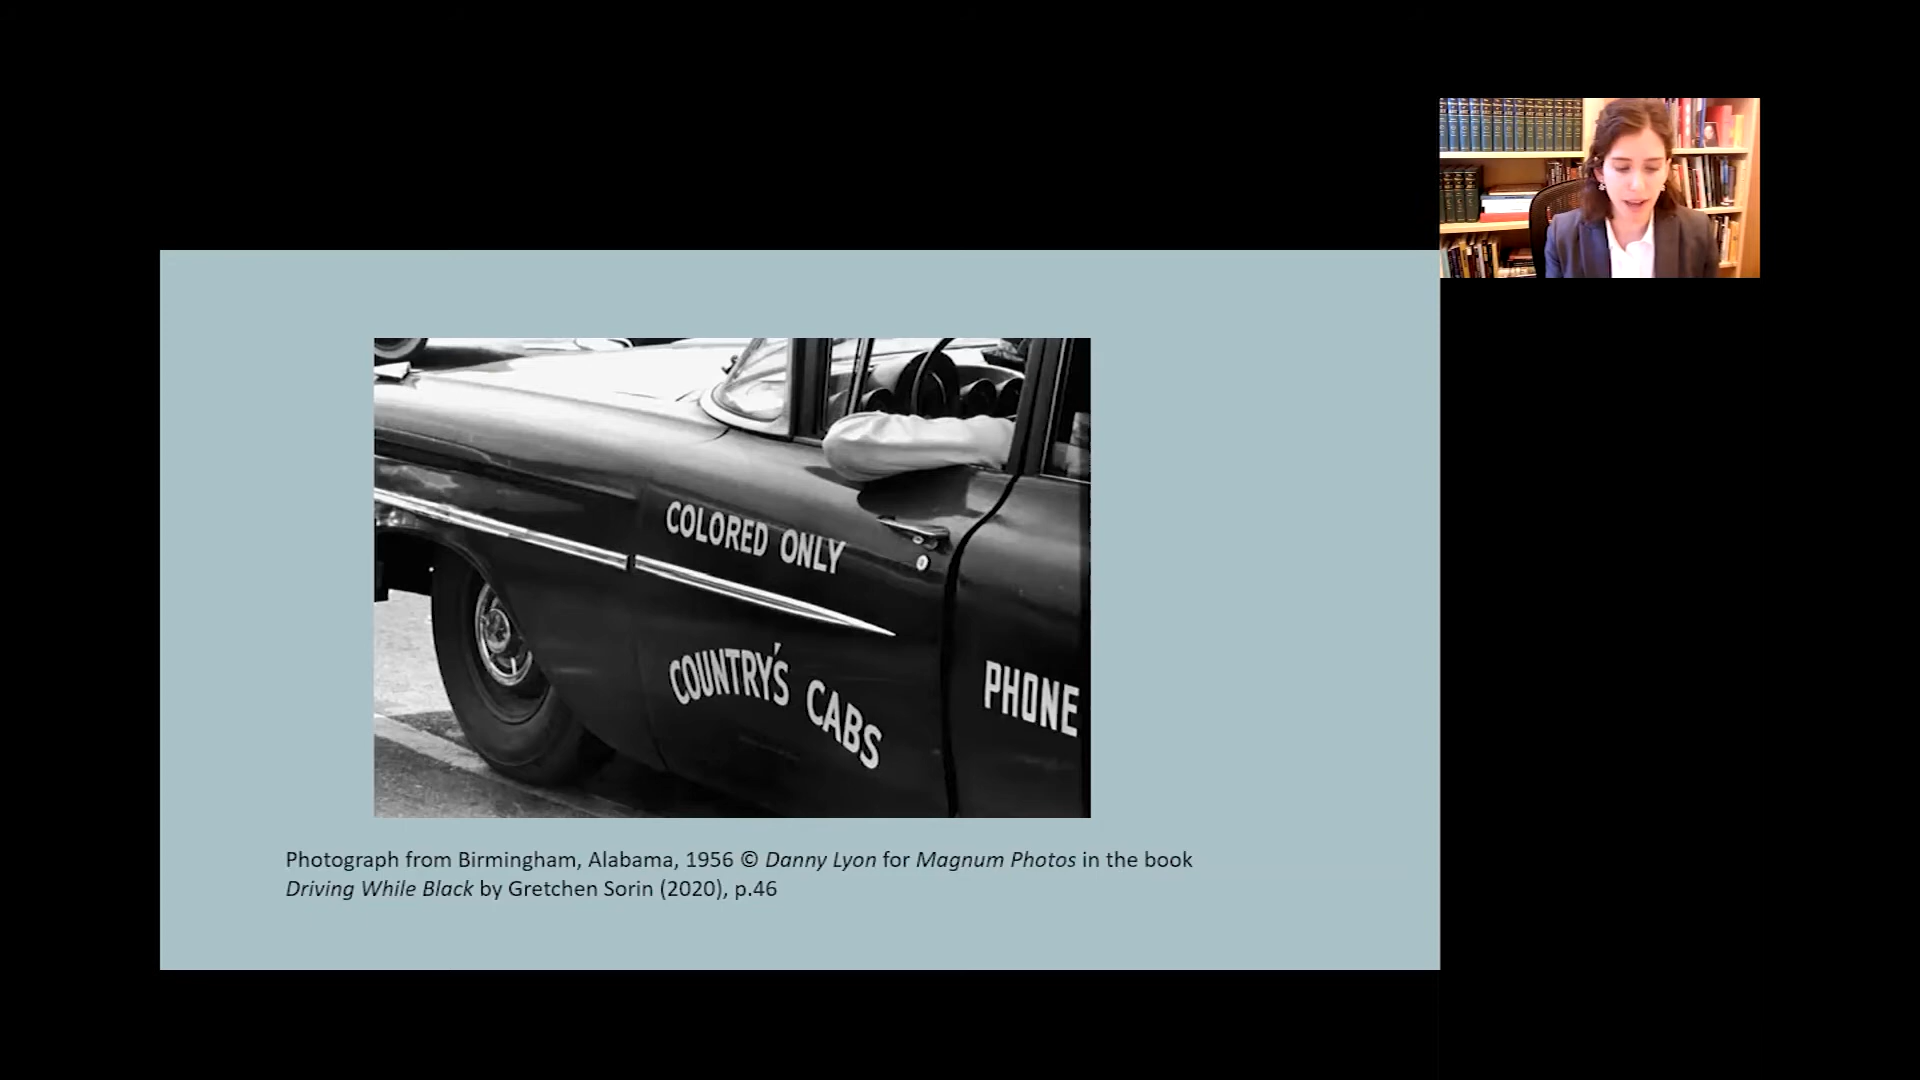 COLORED ONLY
COUNTRY'S CABS
PHONE
Photograph from Birmingham, Alabama, 1956 © Danny Lyon for Magnum Photos in the book
Driving While Black by Gretchen Sorin (2020), p.46